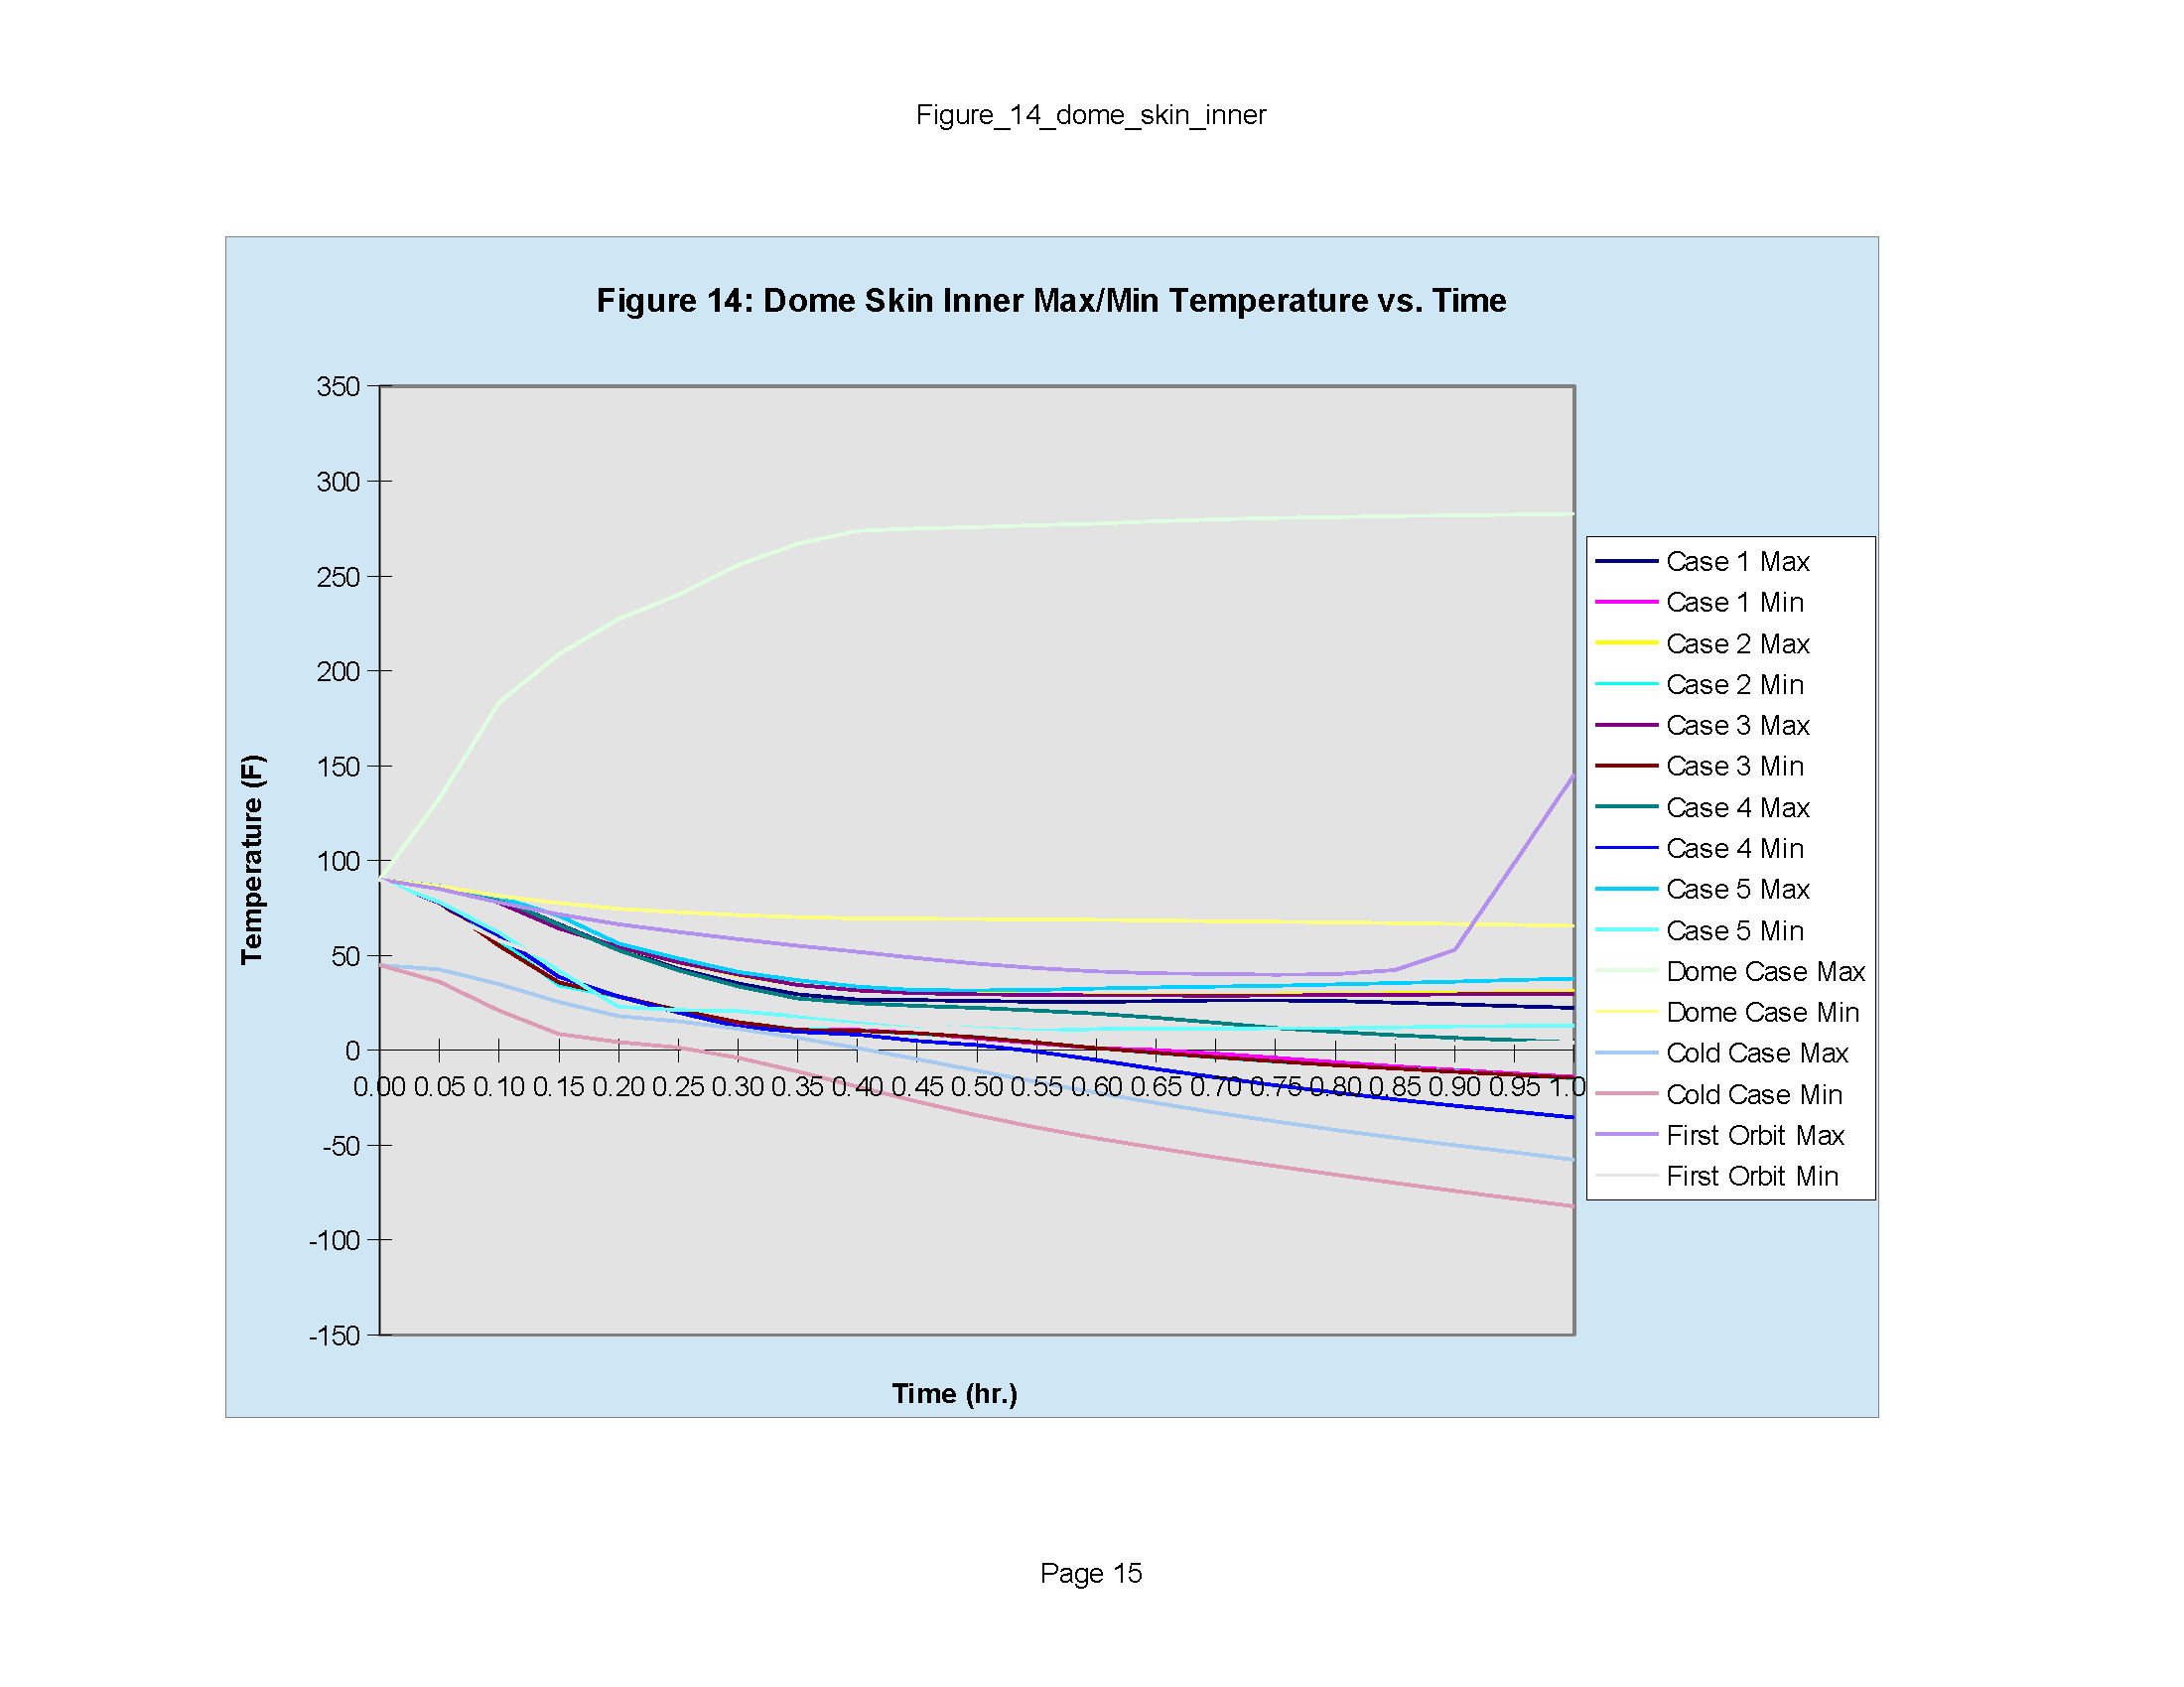 Figure_14_dome_skin_inner
Figure 14: Dome Skin Inner Max/Min Temperature vs. Time
350
300
250
200
150
100
50
0
-50
-100
-150
Temperature (F)
0.00 0.05 0.10 0.15 0.20 0.25 0.30 0.35 0.40 0.45 0.50 0.55 0.60 0.65 0.70 0.75 0.80 0.85 0.90 0.95 1.0
Time (hr.)
Case 1 Max
Case 1 Min
Case 2 Max
Case 2 Min
Case 3 Max
Case 3 Min
Case 4 Max
Case 4 Min
Case 5 Max
Case 5 Min
Dome Case Max
Dome Case Min
Cold Case Max
Cold Case Min
First Orbit Max
First Orbit Min
Page 15